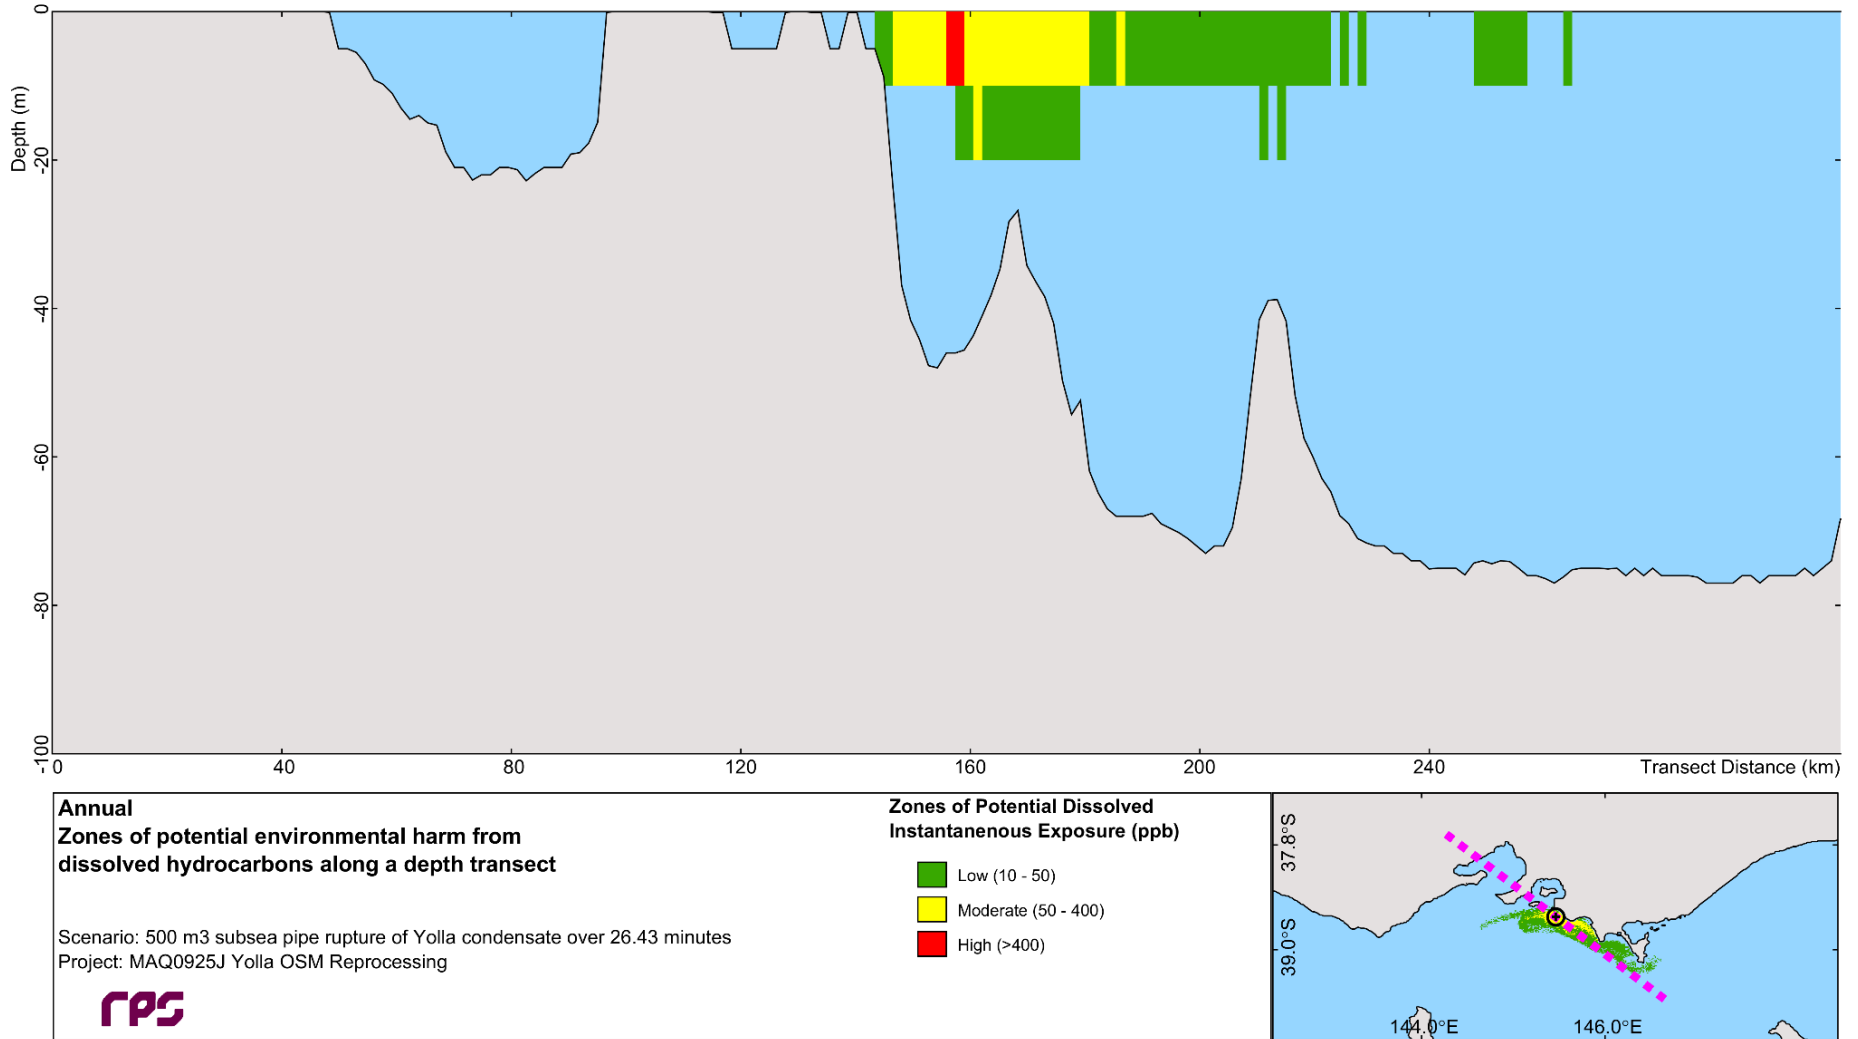 0
-20
-40
-60
-80
-100
Depth (m)
0
40
80
120
160
200
240
Transect Distance (km)
Annual
Zones of potential environmental harm from
dissolved hydrocarbons along a depth transect
Scenario: 500 m3 subsea pipe rupture of Yolla condensate over 26.43 minutes
Project: MAQ0925J Yolla OSM Reprocessing
rps
Zones of Potential Dissolved
Instantanenous Exposure (ppb)
Low (10 - 50)
Moderate (50 - 400)
High (>400)
37.8°S
39.0°S
144.0°E
146.0°E